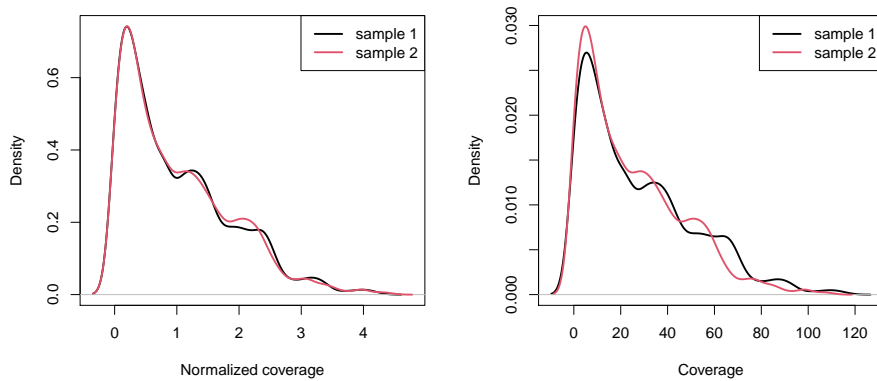 sample 1
sample 2
Density
0.0 0.2 0.4 0.6
0 1 2 3 4
Normalized coverage
sample 1
sample 2
Density
0.000 0.010 0.020 0.030
0 20 40 60 80 100 120
Coverage